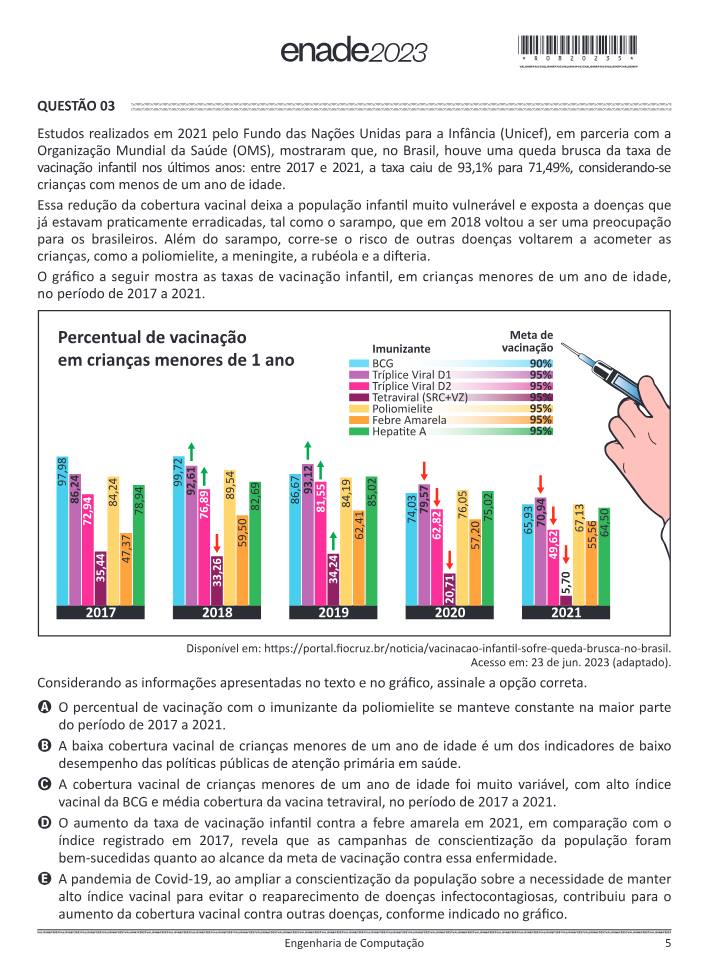 enade2023
*R0820235*
QUESTÃO 03
Estudos realizados em 2021 pelo Fundo das Nações Unidas para a Infância (Unicef), em parceria com a
Organização Mundial da Saúde (OMS), mostraram que, no Brasil, houve uma queda brusca da taxa de
vacinação infantil nos últimos anos: entre 2017 e 2021, a taxa caiu de 93,1% para 71,49%, considerando-se
crianças com menos de um ano de idade.
Essa redução da cobertura vacinal deixa a população infantil muito vulnerável e exposta a doenças que
já estavam praticamente erradicadas, tal como o sarampo, que em 2018 voltou a ser uma preocupação
para os brasileiros. Além do sarampo, corre-se o risco de outras doenças voltarem a acometer as
crianças, como a poliomielite, a meningite, a rubéola e a difteria.
O gráfico a seguir mostra as taxas de vacinação infantil, em crianças menores de um ano de idade,
no período de 2017 a 2021.
Percentual de vacinação
em crianças menores de 1 ano
Imunizante Meta de vacinação
BCG 90%
Tríplice Viral D1 95%
Tríplice Viral D2 95%
Tetraviral (SRC+VZ) 95%
Poliomielite 95%
Febre Amarela 95%
Hepatite A 95%
97,98 86,24 72,94 35,44 84,24 47,37 78,94
99,72 92,61 76,89 33,26 89,54 59,50 82,69
86,67 93,12 81,55 34,24 84,19 62,41 85,02
74,03 79,57 62,82 20,71 76,05 57,20 75,02
65,93 70,94 49,62 5,70 67,13 55,56 64,50
2017 2018 2019 2020 2021
Disponível em: https://portal.fiocruz.br/noticia/vacinacao-infantil-sofre-queda-brusca-no-brasil.
Acesso em: 23 de jun. 2023 (adaptado).
Considerando as informações apresentadas no texto e no gráfico, assinale a opção correta.
A O percentual de vacinação com o imunizante da poliomielite se manteve constante na maior parte
do período de 2017 a 2021.
B A baixa cobertura vacinal de crianças menores de um ano de idade é um dos indicadores de baixo
desempenho das políticas públicas de atenção primária em saúde.
C A cobertura vacinal de crianças menores de um ano de idade foi muito variável, com alto índice
vacinal da BCG e média cobertura da vacina tetraviral, no período de 2017 a 2021.
D O aumento da taxa de vacinação infantil contra a febre amarela em 2021, em comparação com o
índice registrado em 2017, revela que as campanhas de conscientização da população foram
bem-sucedidas quanto ao alcance da meta de vacinação contra essa enfermidade.
E A pandemia de Covid-19, ao ampliar a conscientização da população sobre a necessidade de manter
alto índice vacinal para evitar o reaparecimento de doenças infectocontagiosas, contribuiu para o
aumento da cobertura vacinal contra outras doenças, conforme indicado no gráfico.
Engenharia de Computação 5